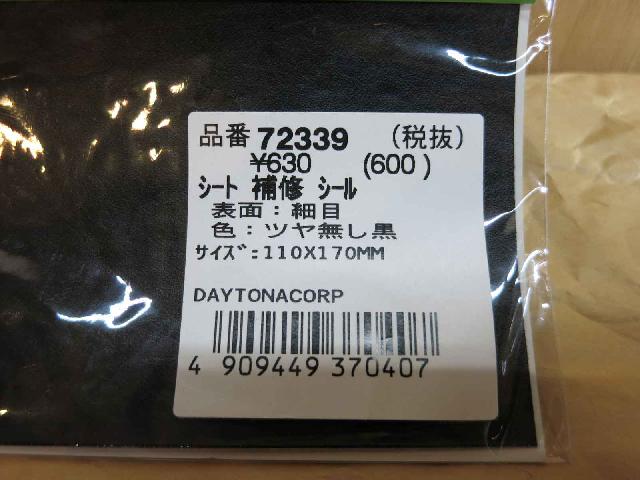 品番 72339 (税抜)
¥630 (600)
シート 補修 シール
表面:細目
色:ツヤ無し黒
サイズ:110X170MM
DAYTONACORP
4 909449 370407